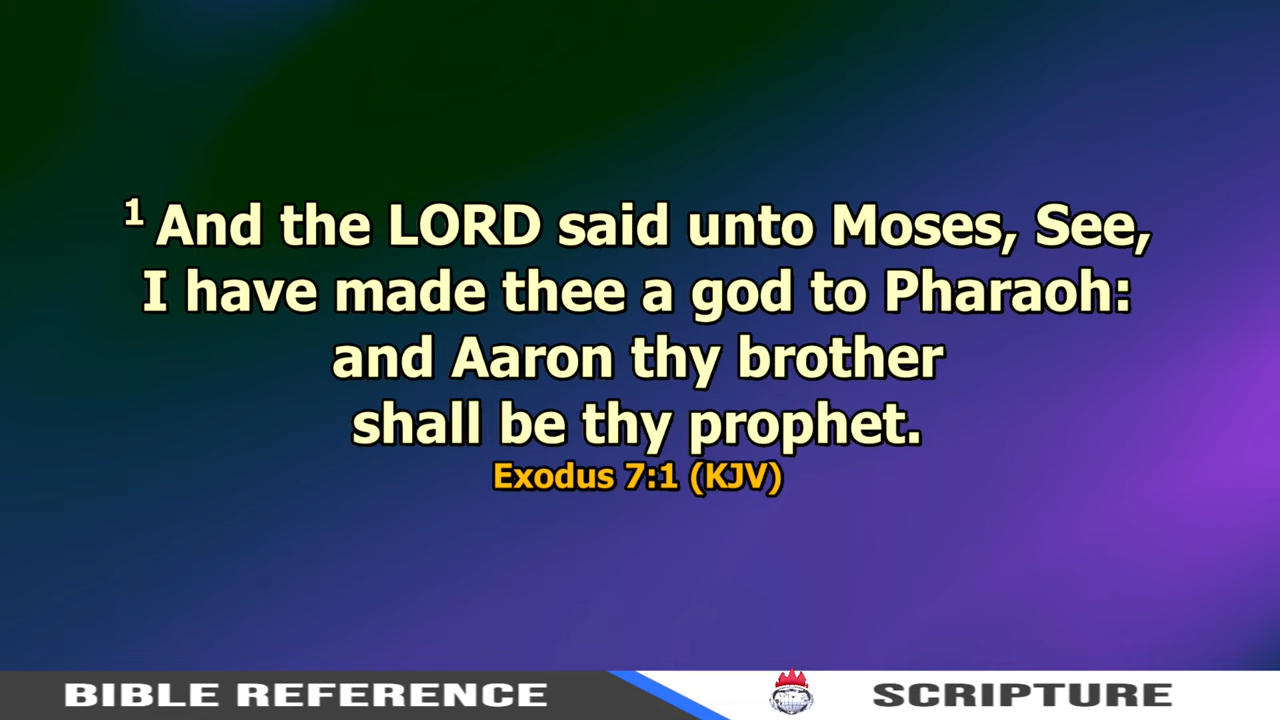 1 And the LORD said unto Moses, See,
I have made thee a god to Pharaoh:
and Aaron thy brother
shall be thy prophet.
Exodus 7:1 (KJV)
BIBLE REFERENCE
SCRIPTURE